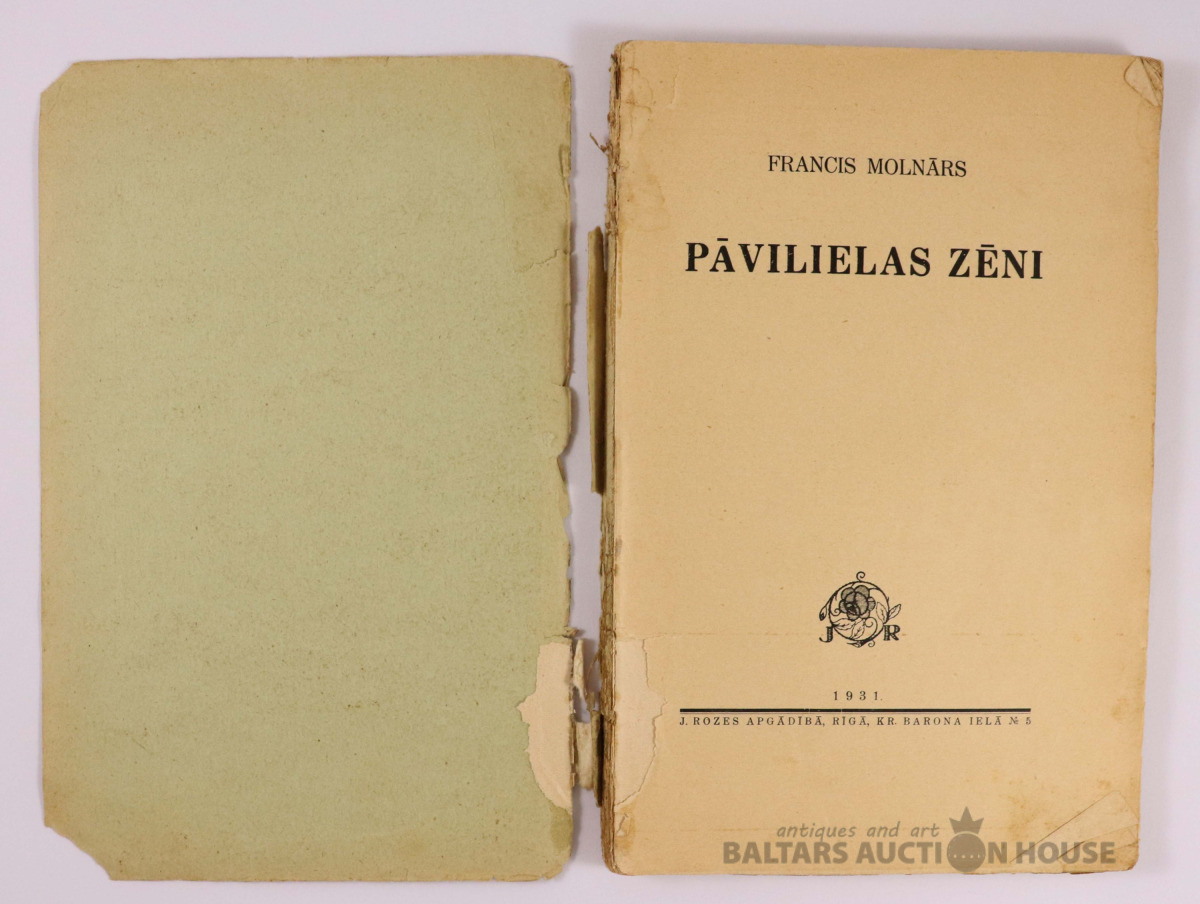 FRANCIS MOLNĀRS
PĀVILIELAS ZĒNI
J R
1931.
J. ROZES APGĀDĪBĀ, RĪGĀ, KR. BARONA IELĀ № 5
antiques and art
BALTARS AUCTION HOUSE